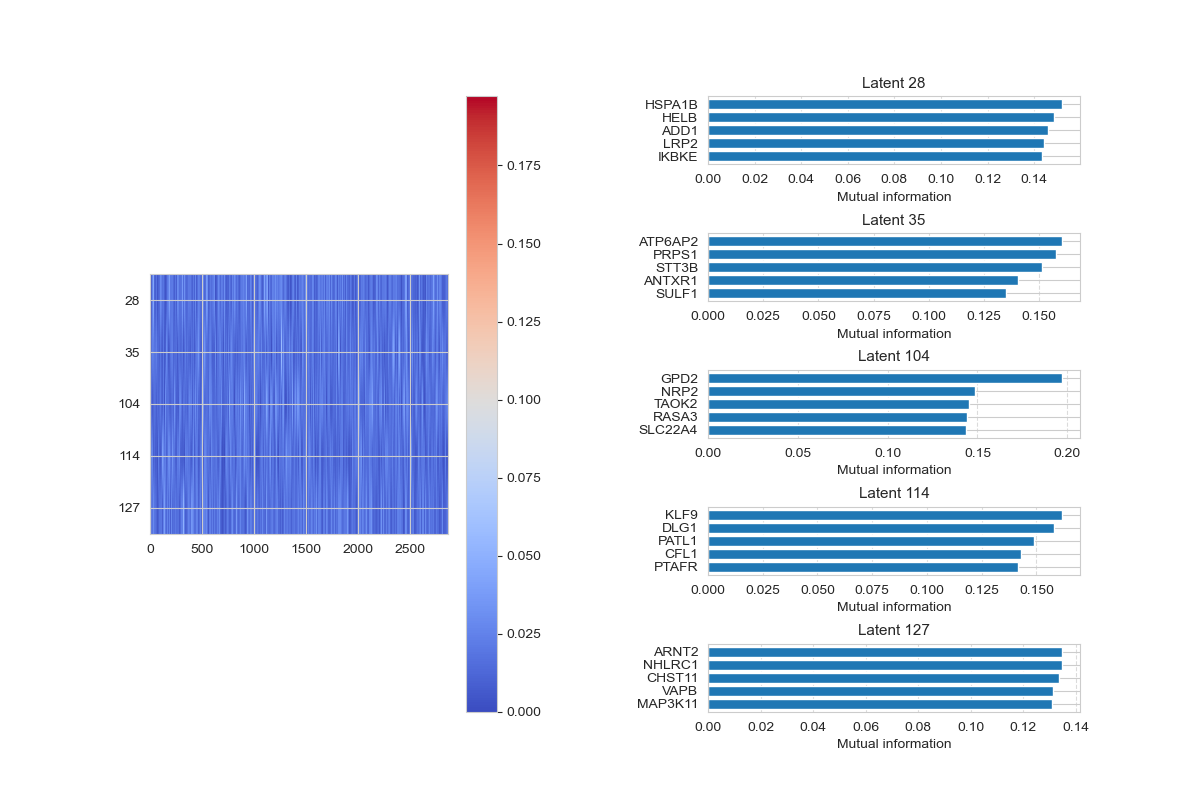 0.175
0.150
0.125
0.100
0.075
0.050
0.025
0.000
28
35
104
114
127
0 500 1000 1500 2000 2500
Latent 28
HSPA1B
HELB
ADD1
LRP2
IKBKE
0.00 0.02 0.04 0.06 0.08 0.10 0.12 0.14
Mutual information
Latent 35
ATP6AP2
PRPS1
STT3B
ANTXR1
SULF1
0.000 0.025 0.050 0.075 0.100 0.125 0.150
Mutual information
Latent 104
GPD2
NRP2
TAOK2
RASA3
SLC22A4
0.00 0.05 0.10 0.15 0.20
Mutual information
Latent 114
KLF9
DLG1
PATL1
CFL1
PTAFR
0.000 0.025 0.050 0.075 0.100 0.125 0.150
Mutual information
Latent 127
ARNT2
NHLRC1
CHST11
VAPB
MAP3K11
0.00 0.02 0.04 0.06 0.08 0.10 0.12 0.14
Mutual information